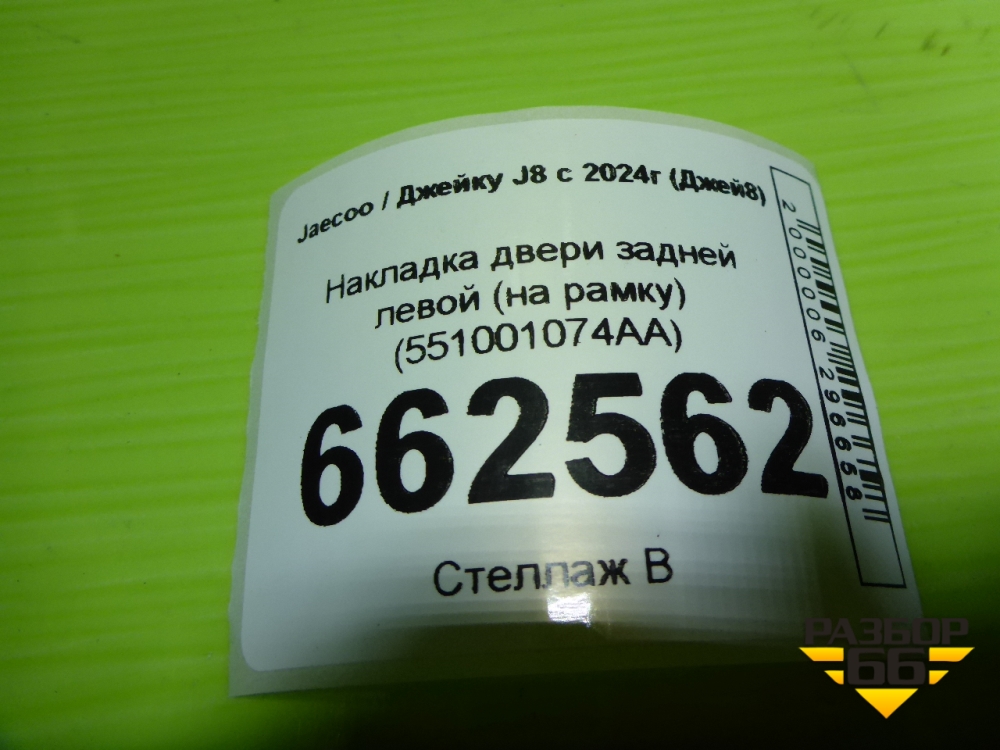 Jaecoo / Джейку J8 с 2024г (Джей8)
Накладка двери задней
левой (на рамку)
(551001074AA)
662562
Стеллаж В
2000006296658
РАЗБОР
66